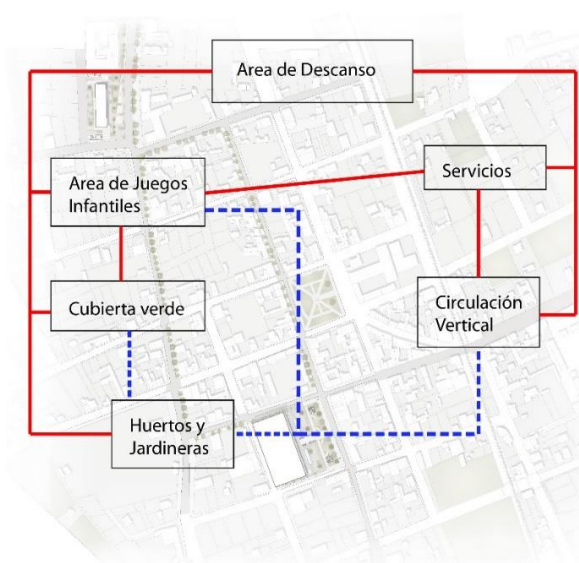 Area de Descanso
Area de Juegos
Infantiles
Servicios
Cubierta verde
Circulación
Vertical
Huertos y
Jardineras